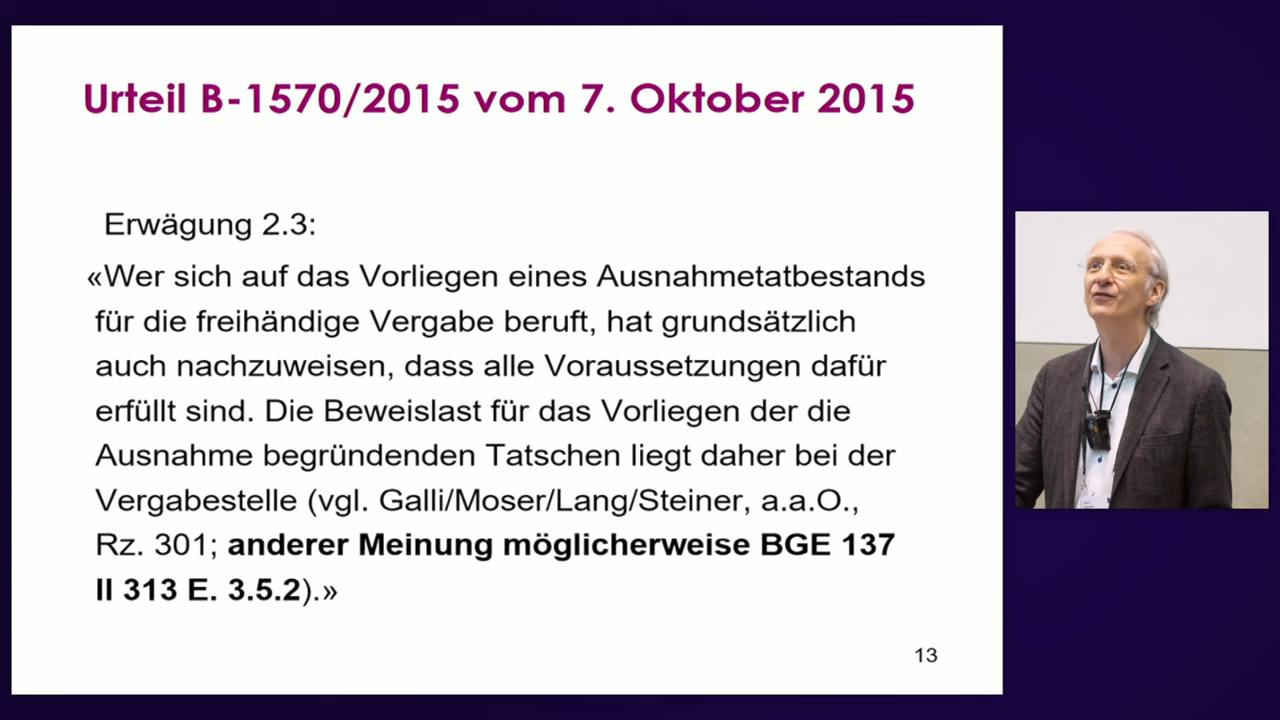 Urteil B-1570/2015 vom 7. Oktober 2015
Erwägung 2.3:
«Wer sich auf das Vorliegen eines Ausnahmetatbestands
für die freihändige Vergabe beruft, hat grundsätzlich
auch nachzuweisen, dass alle Voraussetzungen dafür
erfüllt sind. Die Beweislast für das Vorliegen der die
Ausnahme begründenden Tatschen liegt daher bei der
Vergabestelle (vgl. Galli/Moser/Lang/Steiner, a.a.O.,
Rz. 301; anderer Meinung möglicherweise BGE 137
II 313 E. 3.5.2).»
13